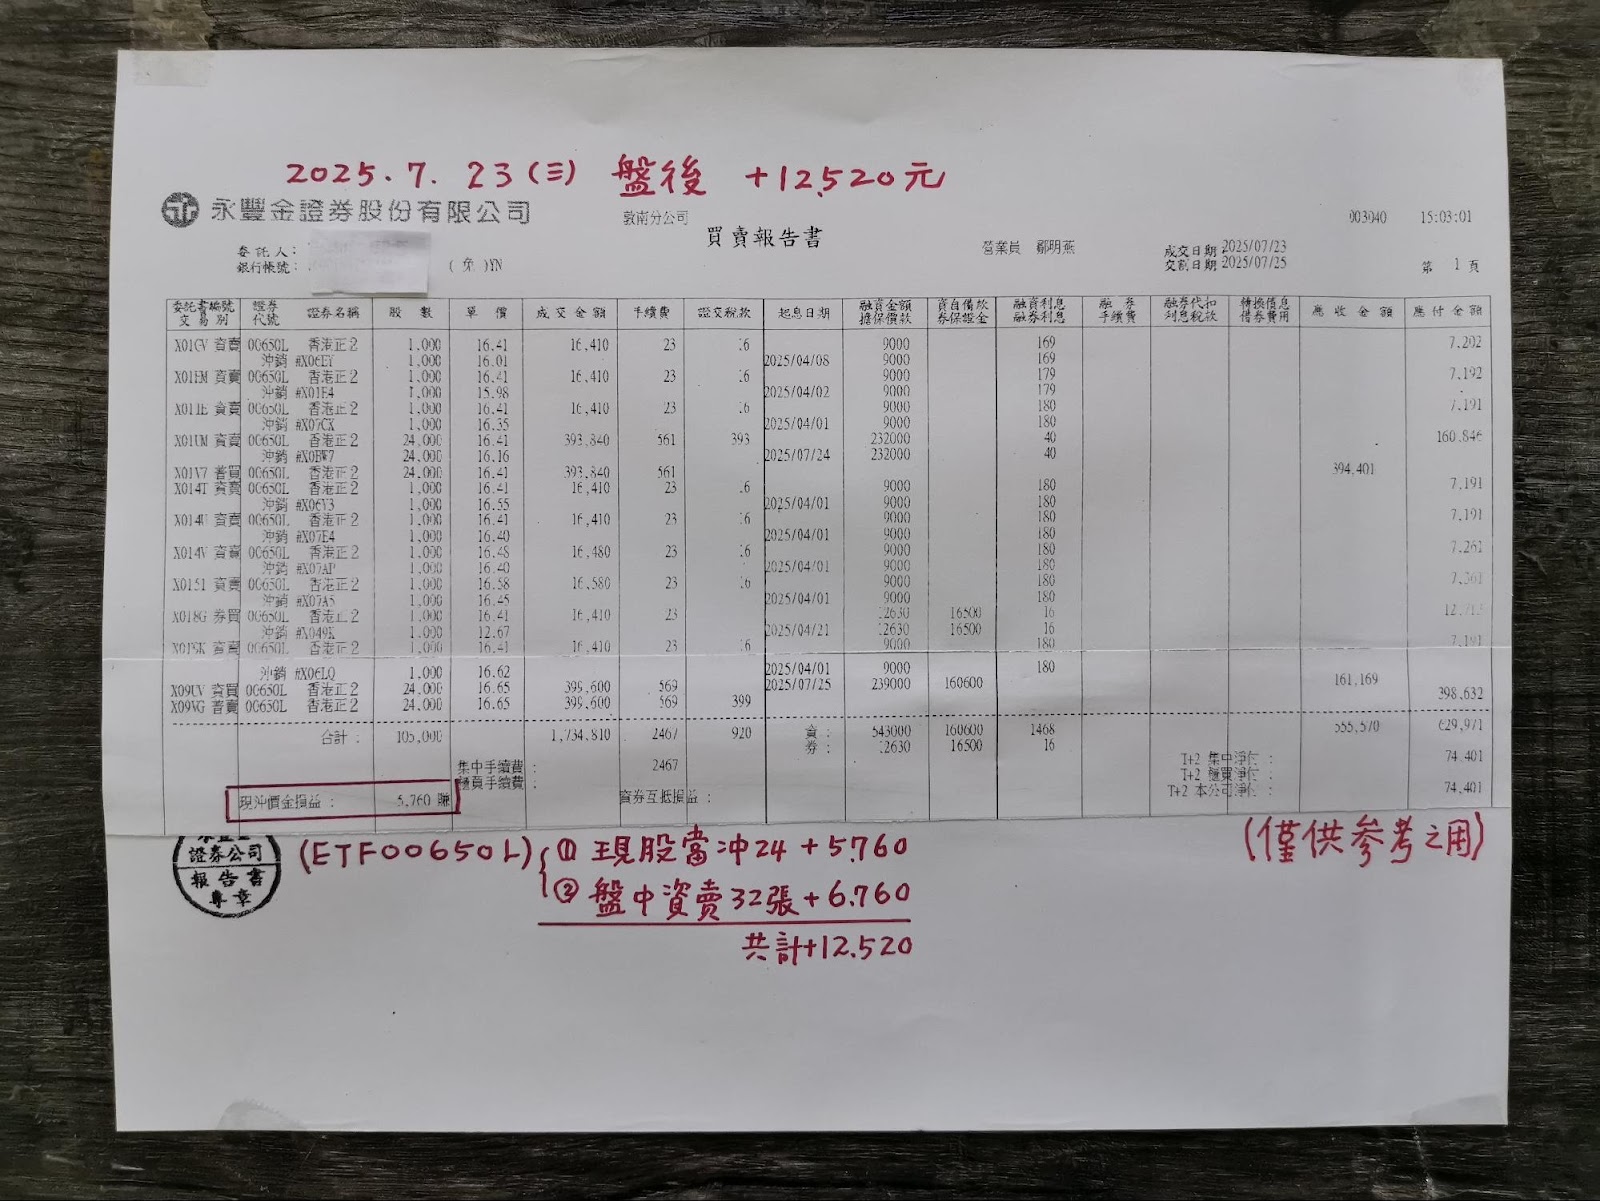 2025.7.23(三) 盤後 +12,520元
永豐金證券股份有限公司 敦南分公司 003040 15:03:01
買賣報告書
委託人: 營業員 鄒明燕 成交日期:2025/07/23
銀行帳號: (免)YN 交割日期:2025/07/25 第 1 頁
委託書編號 證券 證券名稱 股 數 單 價 成交金額 手續費 證交稅款 起息日期 融資金額 資自備款 融資利息 融 券 融券代扣 轉換債息 應收金額 應付金額
交易別 代號 擔保價款 券保證金 融券利息 手續費 利息稅款 借券費用
資賣 00650L 香港正2 1,000 16.41 16,410 23 16 9000 169 7,202
沖銷 #X06EY 1,000 16.01 2025/04/08 9000 169
X01EM 資賣 00650L 香港正2 1,000 16.41 16,410 23 16 9000 179 7,192
沖銷 #X01E4 1,000 15.98 2025/04/02 9000 179
X011E 資賣 00650L 香港正2 1,000 16.41 16,410 23 16 9000 180 7,191
沖銷 #X07CX 1,000 16.35 2025/04/01 9000 180
X01UM 資賣 00650L 香港正2 24,000 16.41 393,840 561 393 232000 40 160,846
沖銷 24,000 16.16 2025/07/24 232000 40
X01V7 普買 00650L 香港正2 24,000 16.41 393,840 561 394,401
X014T 資賣 00650L 香港正2 1,000 16.41 16,410 23 16 9000 180 7,191
沖銷 #X06Y3 1,000 16.55 2025/04/01 9000 180
X014U 資賣 00650L 香港正2 1,000 16.41 16,410 23 16 9000 180 7,191
沖銷 #X07E4 1,000 16.40 2025/04/01 9000 180
X014V 資賣 00650L 香港正2 1,000 16.48 16,480 23 16 9000 180 7,261
沖銷 #X07AP 1,000 16.40 2025/04/01 9000 180
X0151 資賣 00650L 香港正2 1,000 16.58 16,580 23 16 9000 180 7,361
沖銷 #X07A5 1,000 16.45 2025/04/01 9000 180
X018G 券買 00650L 香港正2 1,000 16.41 16,410 23 12630 16500 16 12,713
沖銷 #X049K 1,000 12.67 2025/04/21 12630 16500 16
X01SK 資賣 00650L 香港正2 1,000 16.41 16,410 23 16 9000 180 7,191
沖銷 #X06LQ 1,000 16.62 2025/04/01 9000 180
X09UV 資買 00650L 香港正2 24,000 16.65 399,600 569 2025/07/25 239000 160600 161,169
X09VG 普賣 00650L 香港正2 24,000 16.65 399,600 569 399 398,632
合計: 105,000 1,734,810 2467 920 資: 543000 160600 1468 555,570 629,971
券: 12630 16500 16
集中手續費: 2467 T+2 集中淨付: 74,401
櫃買手續費: T+2 櫃買淨付:
現沖價金損益: 5,760 賺 資券互抵損益: T+2 本公司淨付: 74,401
證券公司
報告書
專章
(ETF00650L) ① 現股當沖24 +5,760
② 盤中資賣32張 +6,760
共計+12,520
(僅供參考之用)